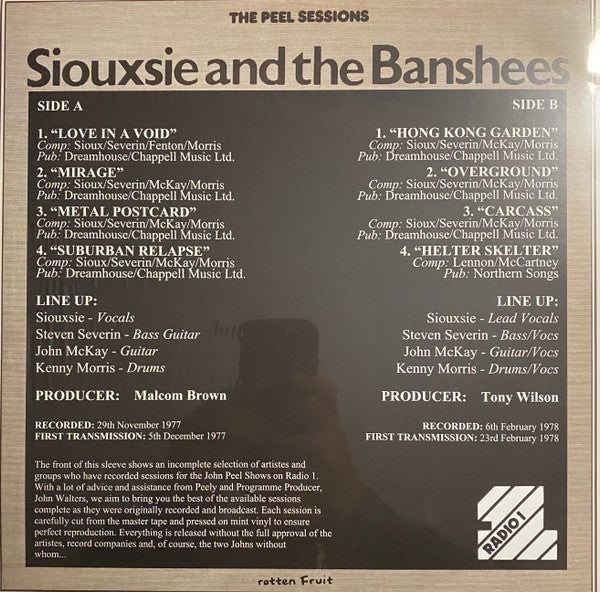 THE PEEL SESSIONS
Siouxsie and the Banshees
SIDE A
1. “LOVE IN A VOID”
Comp: Sioux/Severin/Fenton/Morris
Pub: Dreamhouse/Chappell Music Ltd.
2. “MIRAGE”
Comp: Sioux/Severin/McKay/Morris
Pub: Dreamhouse/Chappell Music Ltd.
3. “METAL POSTCARD”
Comp: Sioux/Severin/McKay/Morris
Pub: Dreamhouse/Chappell Music Ltd.
4. “SUBURBAN RELAPSE”
Comp: Sioux/Severin/McKay/Morris
Pub: Dreamhouse/Chappell Music Ltd.
LINE UP:
Siouxsie - Vocals
Steven Severin - Bass Guitar
John McKay - Guitar
Kenny Morris - Drums
PRODUCER: Malcom Brown
RECORDED: 29th November 1977
FIRST TRANSMISSION: 5th December 1977
SIDE B
1. “HONG KONG GARDEN”
Comp: Sioux/Severin/McKay/Morris
Pub: Dreamhouse/Chappell Music Ltd.
2. “OVERGROUND”
Comp: Sioux/Severin/McKay/Morris
Pub: Dreamhouse/Chappell Music Ltd.
3. “CARCASS”
Comp: Sioux/Severin/McKay/Morris
Pub: Dreamhouse/Chappell Music Ltd.
4. “HELTER SKELTER”
Comp: Lennon/McCartney
Pub: Northern Songs
LINE UP:
Siouxsie - Lead Vocals
Steven Severin - Bass/Vocs
John McKay - Guitar/Vocs
Kenny Morris - Drums/Vocs
PRODUCER: Tony Wilson
RECORDED: 6th February 1978
FIRST TRANSMISSION: 23rd February 1978
The front of this sleeve shows an incomplete selection of artistes and
groups who have recorded sessions for the John Peel Shows on Radio 1.
With a lot of advice and assistance from Peely and Programme Producer,
John Walters, we aim to bring you the best of the available sessions
complete as they were originally recorded and broadcast. Each session is
carefully cut from the master tape and pressed on mint vinyl to ensure
perfect reproduction. Everything is released without the full approval of the
artistes, record companies and, of course, the two Johns without
whom...
RADIO 1
rotten Fruit